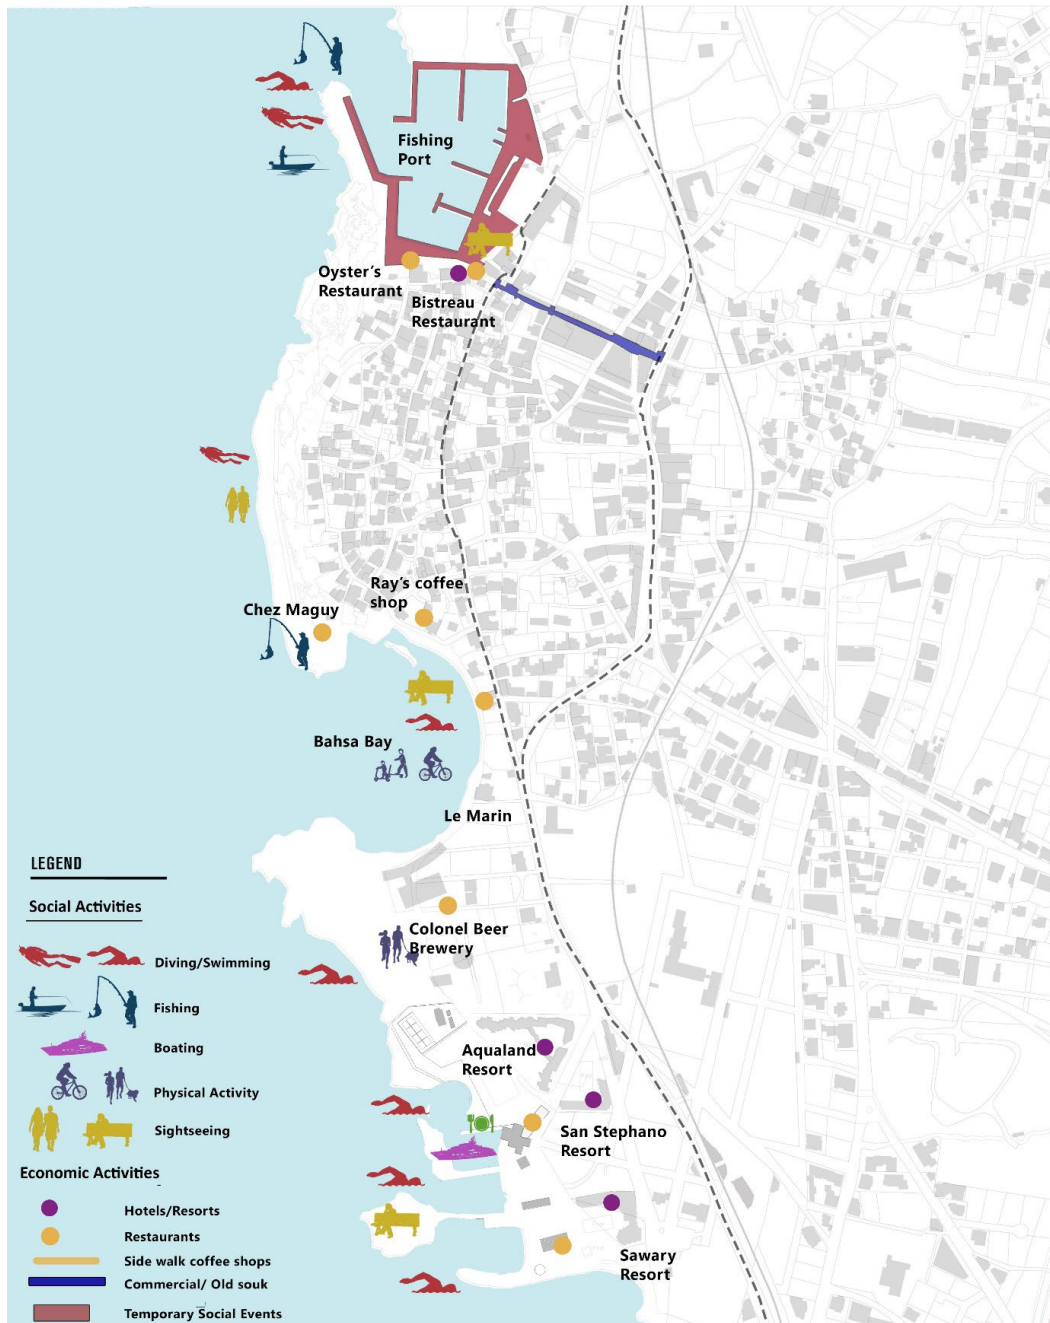 Fishing
Port
Oyster's
Restaurant
Bistreau
Restaurant
Ray's coffee
shop
Chez Maguy
Bahsa Bay
Le Marin
Colonel Beer
Brewery
Aqualand
Resort
San Stephano
Resort
Sawary
Resort
LEGEND
Social Activities
Diving/Swimming
Fishing
Boating
Physical Activity
Sightseeing
Economic Activities
Hotels/Resorts
Restaurants
Side walk coffee shops
Commercial/ Old souk
Temporary Social Events